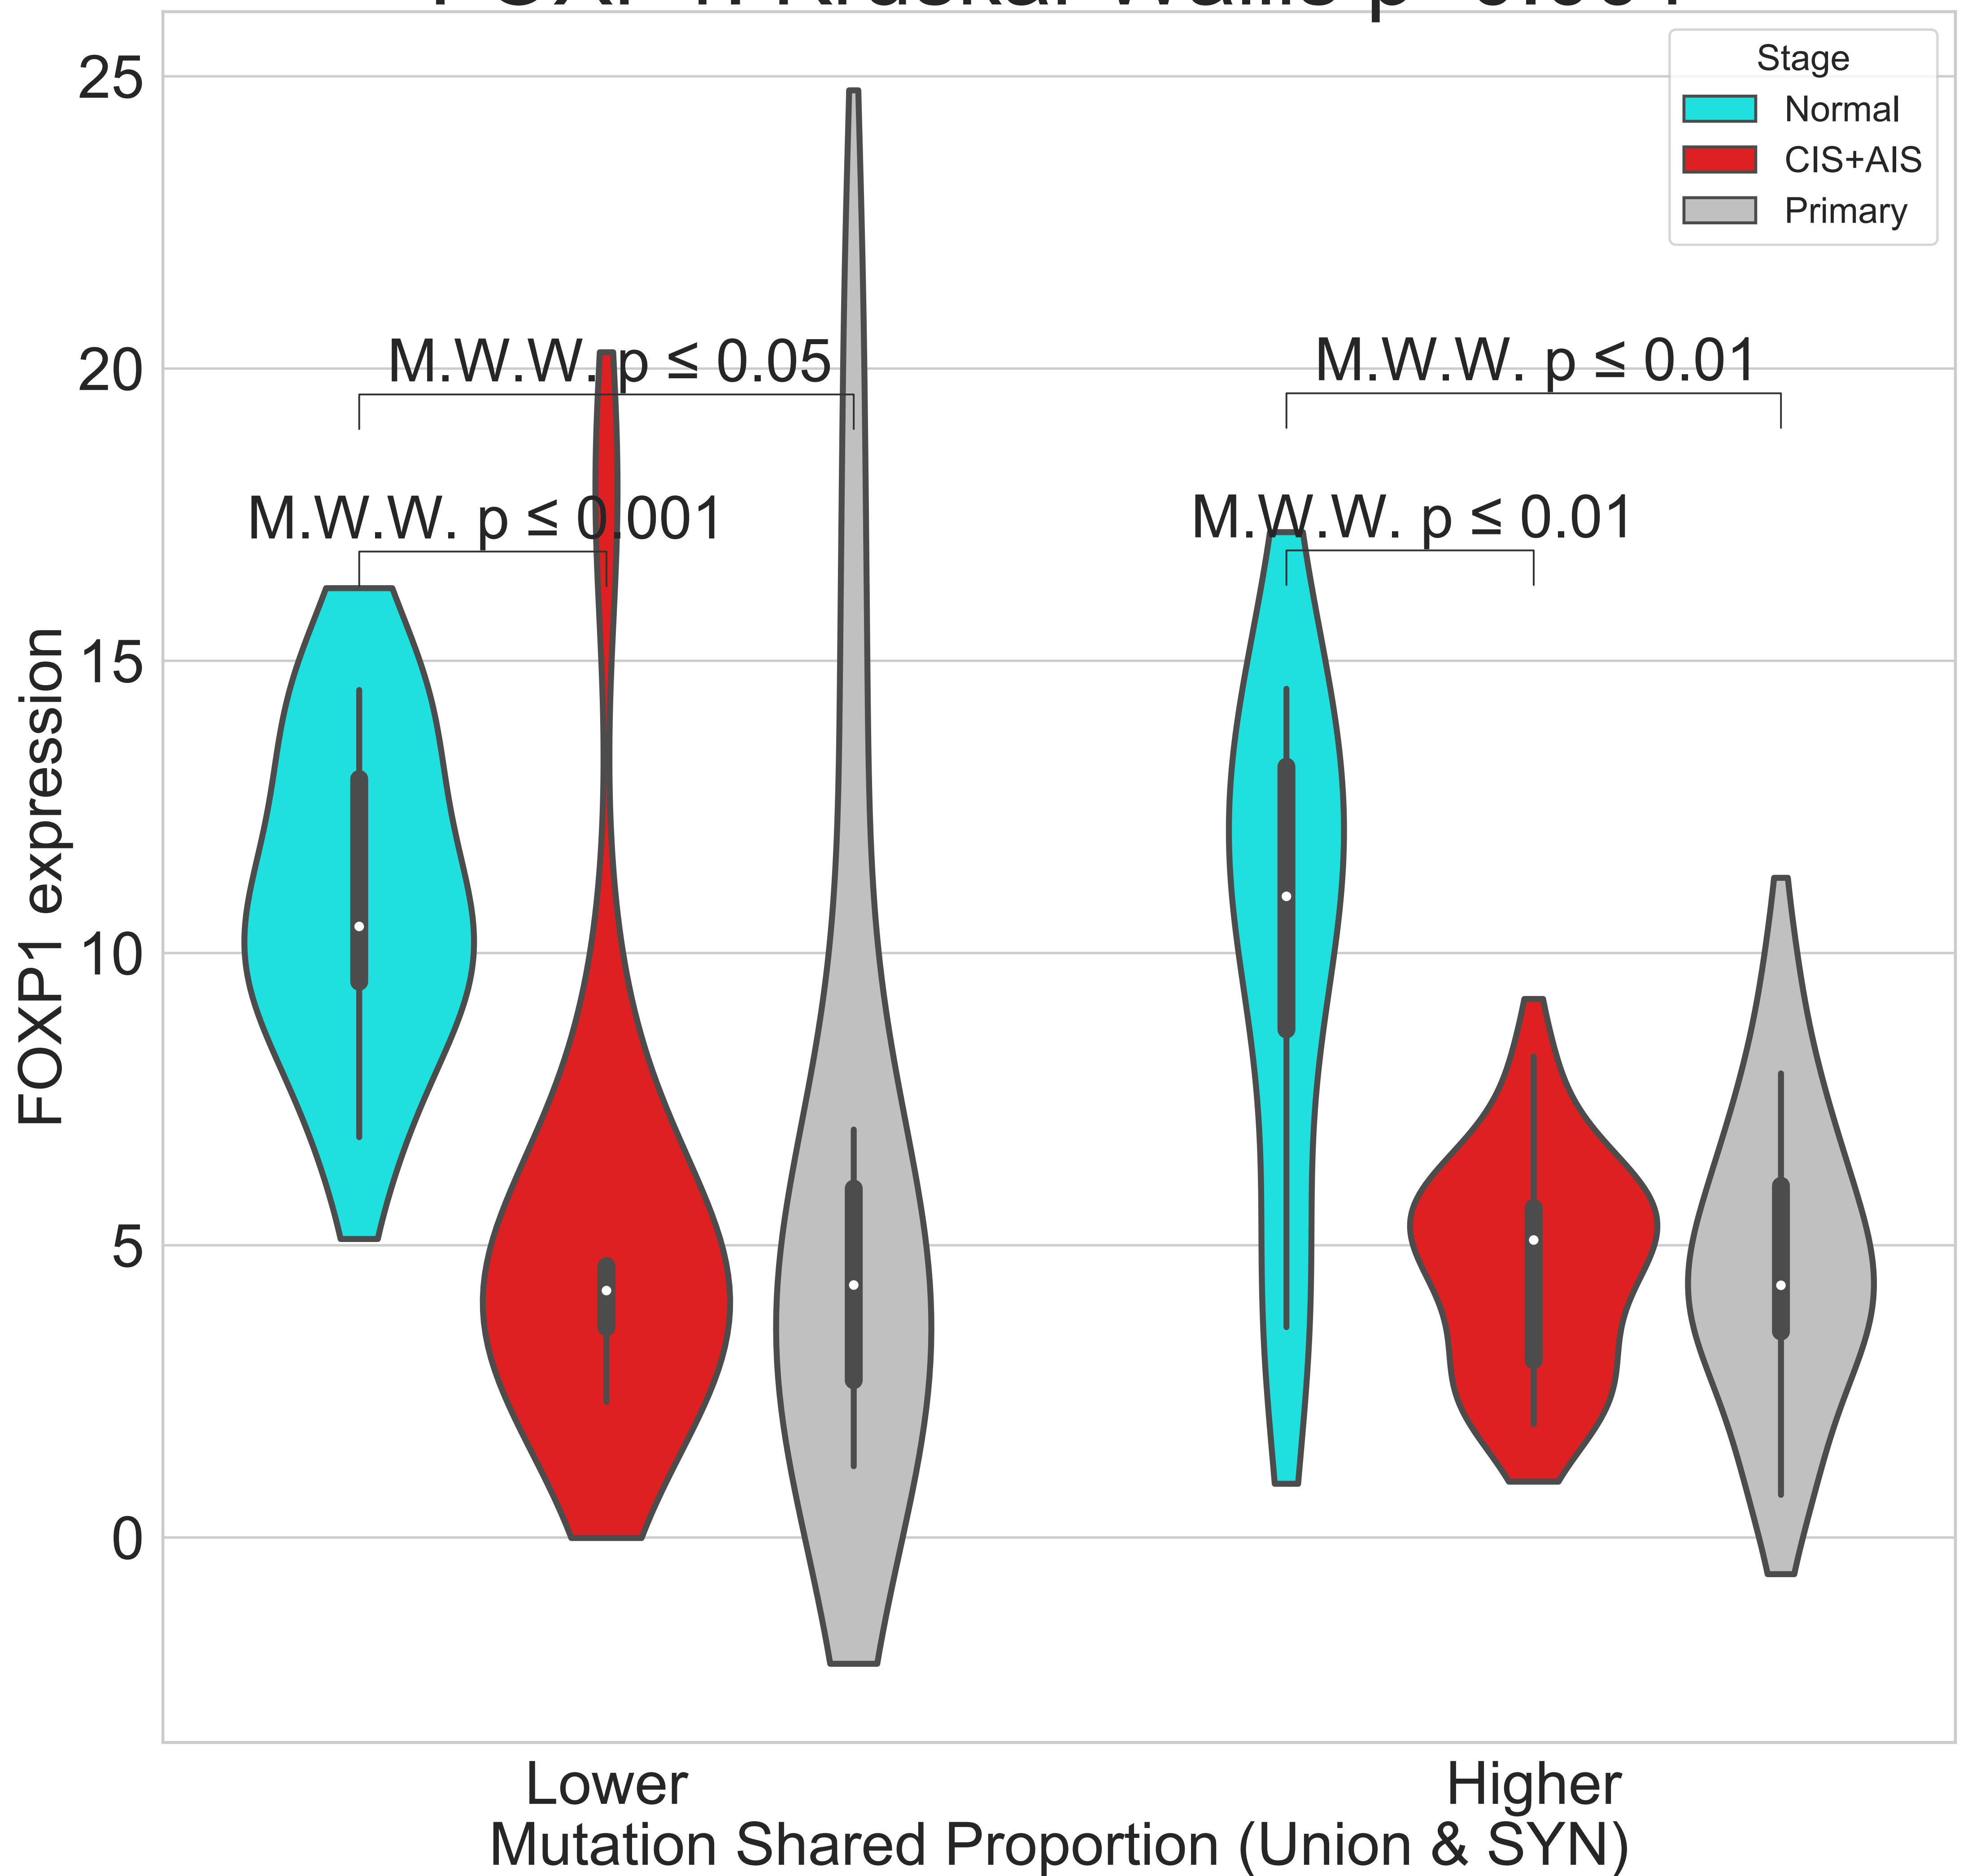 25
20
15
10
5
0
FOXP1 expression
Stage
Normal
CIS+AIS
Primary
M.W.W. p ≤ 0.05
M.W.W. p ≤ 0.01
M.W.W. p ≤ 0.001
M.W.W. p ≤ 0.01
Lower
Higher
Mutation Shared Proportion (Union & SYN)